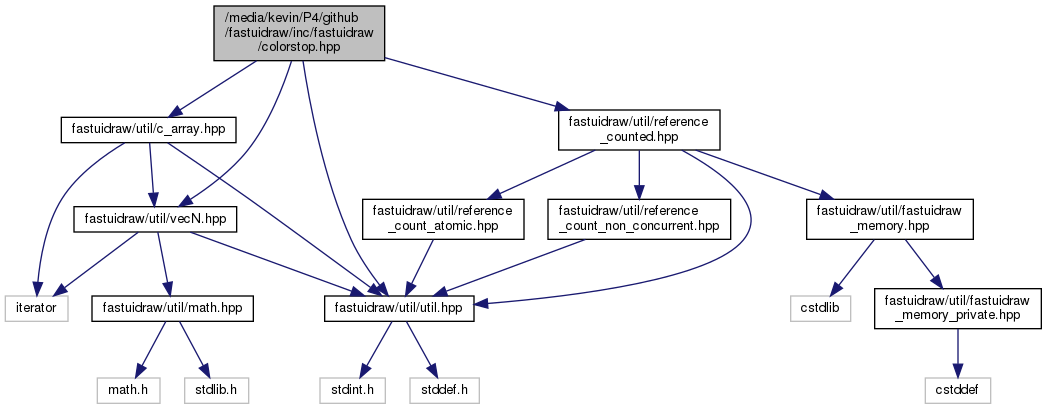 /media/kevin/P4/github
/fastuidraw/inc/fastuidraw
/colorstop.hpp
fastuidraw/util/c_array.hpp
fastuidraw/util/reference
_counted.hpp
fastuidraw/util/vecN.hpp
fastuidraw/util/reference
_count_atomic.hpp
fastuidraw/util/reference
_count_non_concurrent.hpp
fastuidraw/util/fastuidraw
_memory.hpp
iterator
fastuidraw/util/math.hpp
fastuidraw/util/util.hpp
cstdlib
fastuidraw/util/fastuidraw
_memory_private.hpp
math.h
stdlib.h
stdint.h
stddef.h
cstddef